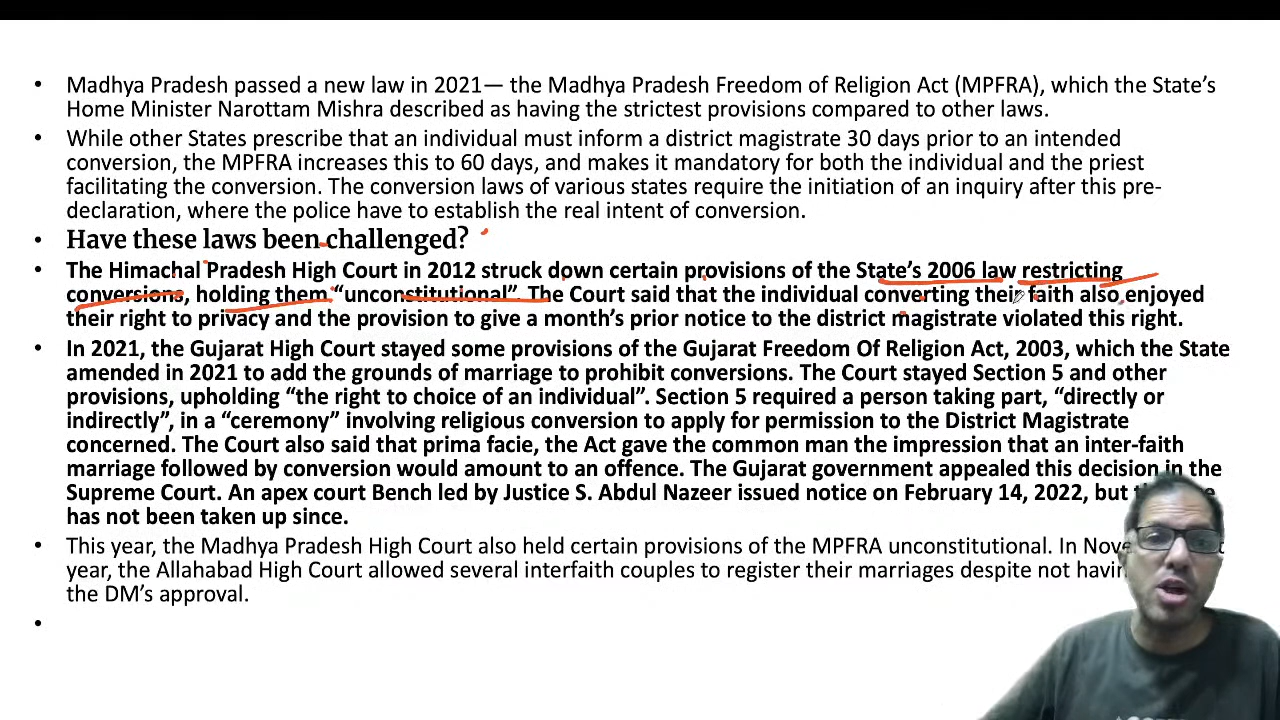 • Madhya Pradesh passed a new law in 2021— the Madhya Pradesh Freedom of Religion Act (MPFRA), which the State's
Home Minister Narottam Mishra described as having the strictest provisions compared to other laws.
• While other States prescribe that an individual must inform a district magistrate 30 days prior to an intended
conversion, the MPFRA increases this to 60 days, and makes it mandatory for both the individual and the priest
facilitating the conversion. The conversion laws of various states require the initiation of an inquiry after this pre-
declaration, where the police have to establish the real intent of conversion.
• Have these laws been challenged?
• The Himachal Pradesh High Court in 2012 struck down certain provisions of the State's 2006 law restricting
conversions, holding them "unconstitutional". The Court said that the individual converting their faith also enjoyed
their right to privacy and the provision to give a month's prior notice to the district magistrate violated this right.
• In 2021, the Gujarat High Court stayed some provisions of the Gujarat Freedom Of Religion Act, 2003, which the State
amended in 2021 to add the grounds of marriage to prohibit conversions. The Court stayed Section 5 and other
provisions, upholding "the right to choice of an individual". Section 5 required a person taking part, "directly or
indirectly", in a "ceremony" involving religious conversion to apply for permission to the District Magistrate
concerned. The Court also said that prima facie, the Act gave the common man the impression that an inter-faith
marriage followed by conversion would amount to an offence. The Gujarat government appealed this decision in the
Supreme Court. An apex court Bench led by Justice S. Abdul Nazeer issued notice on February 14, 2022, but
has not been taken up since.
• This year, the Madhya Pradesh High Court also held certain provisions of the MPFRA unconstitutional. In
year, the Allahabad High Court allowed several interfaith couples to register their marriages despite not
the DM's approval.
•